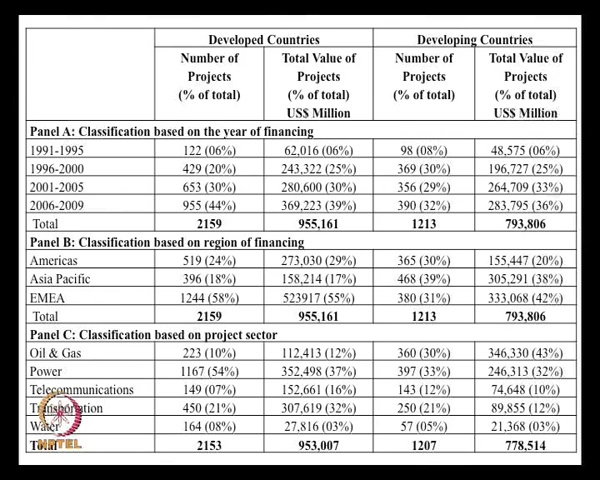 Developed Countries Developing Countries
Number of Projects (% of total) Total Value of Projects (% of total) US$ Million Number of Projects (% of total) Total Value of Projects (% of total) US$ Million
Panel A: Classification based on the year of financing
1991-1995 122 (06%) 62,016 (06%) 98 (08%) 48,575 (06%)
1996-2000 429 (20%) 243,322 (25%) 369 (30%) 196,727 (25%)
2001-2005 653 (30%) 280,600 (30%) 356 (29%) 264,709 (33%)
2006-2009 955 (44%) 369,223 (39%) 390 (32%) 283,795 (36%)
Total 2159 955,161 1213 793,806
Panel B: Classification based on region of financing
Americas 519 (24%) 273,030 (29%) 365 (30%) 155,447 (20%)
Asia Pacific 396 (18%) 158,214 (17%) 468 (39%) 305,291 (38%)
EMEA 1244 (58%) 523917 (55%) 380 (31%) 333,068 (42%)
Total 2159 955,161 1213 793,806
Panel C: Classification based on project sector
Oil & Gas 223 (10%) 112,413 (12%) 360 (30%) 346,330 (43%)
Power 1167 (54%) 352,498 (37%) 397 (33%) 246,313 (32%)
Telecommunications 149 (07%) 152,661 (16%) 143 (12%) 74,648 (10%)
Transportation 450 (21%) 307,619 (32%) 250 (21%) 89,855 (12%)
Water 164 (08%) 27,816 (03%) 57 (05%) 21,368 (03%)
Total 2153 953,007 1207 778,514
NPTEL